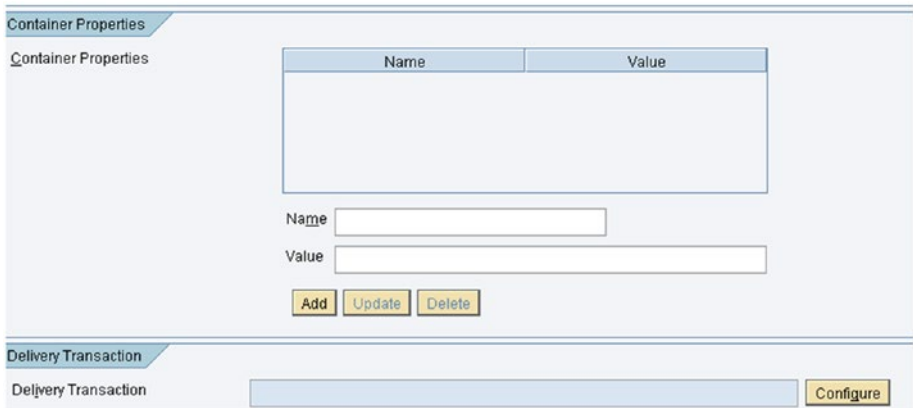 Container Properties
Container Properties
Name Value
Name
Value
Add Update Delete
Delivery Transaction
Delivery Transaction Configure